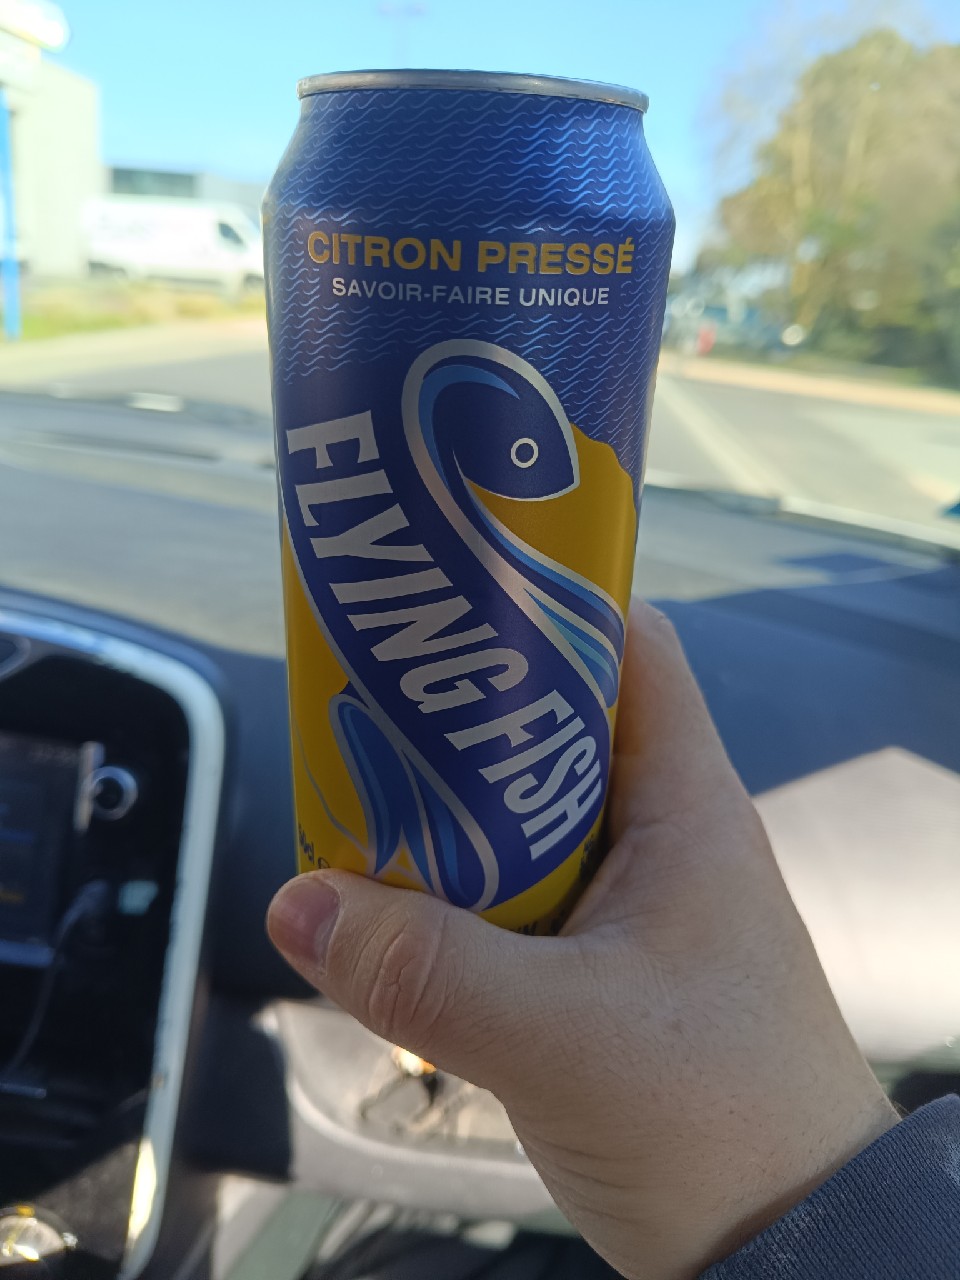 CITRON PRESSÉ
SAVOIR-FAIRE UNIQUE
FLYING FISH